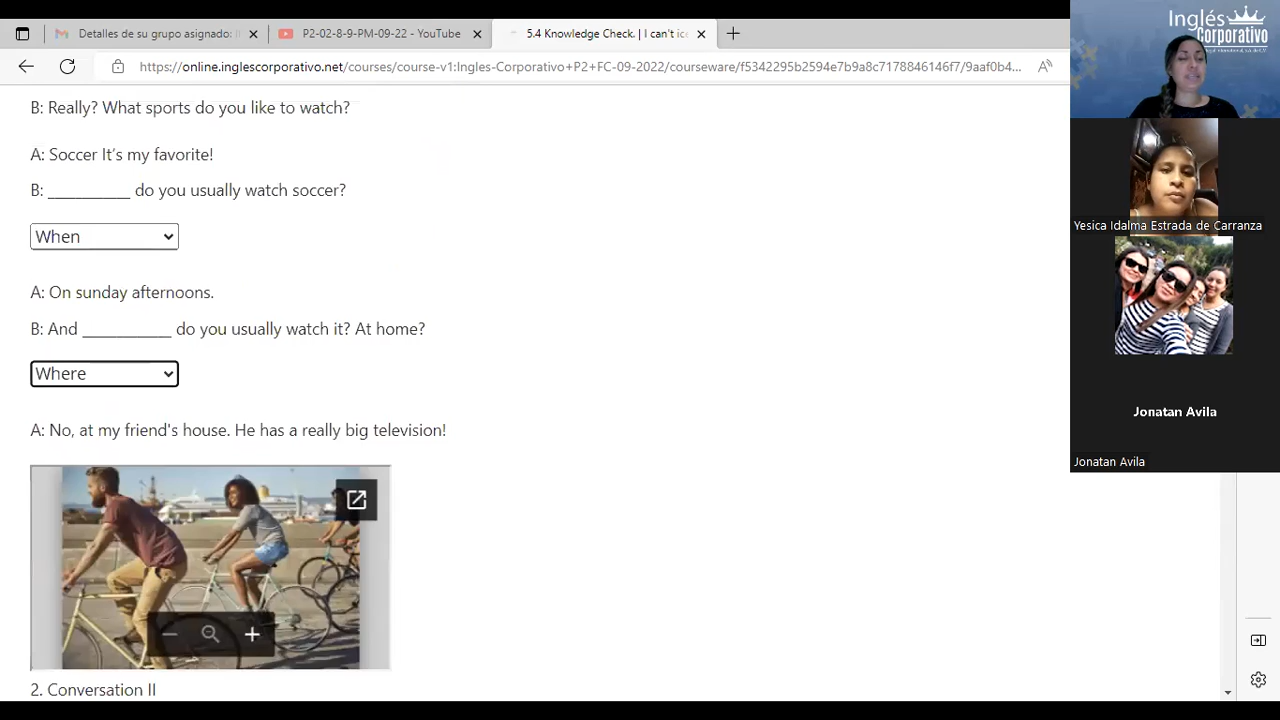 Detalles de su grupo asignado: I
P2-02-8-9-PM-09-22 - YouTube
5.4 Knowledge Check. | I can't ice
https://online.inglescorporativo.net/courses/course-v1:Ingles-Corporativo+P2+FC-09-2022/courseware/f5342295b2594e7b9a8c7178846146f7/9aaf0b4...
B: Really? What sports do you like to watch?
A: Soccer It's my favorite!
B: __________ do you usually watch soccer?
When
A: On sunday afternoons.
B: And ___________ do you usually watch it? At home?
Where
A: No, at my friend's house. He has a really big television!
2. Conversation II
Inglés
Corporativo
Yesica Idalma Estrada de Carranza
Jonatan Avila
Jonatan Avila